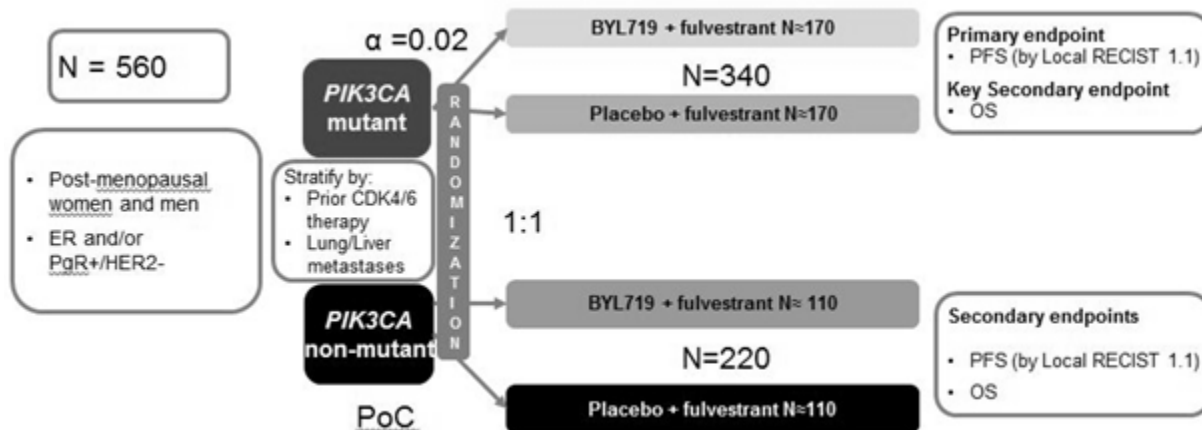 N = 560
• Post-menopausal
women and men
• ER and/or
PgR+/HER2-
α =0.02
PIK3CA
mutant
Stratify by:
• Prior CDK4/6
therapy
• Lung/Liver
metastases
PIK3CA
non-mutant
PoC
RANDOMIZATION
BYL719 + fulvestrant N≈170
N=340
Placebo + fulvestrant N≈170
1:1
BYL719 + fulvestrant N≈ 110
N=220
Placebo + fulvestrant N≈110
Primary endpoint
• PFS (by Local RECIST 1.1)
Key Secondary endpoint
• OS
Secondary endpoints
• PFS (by Local RECIST 1.1)
• OS